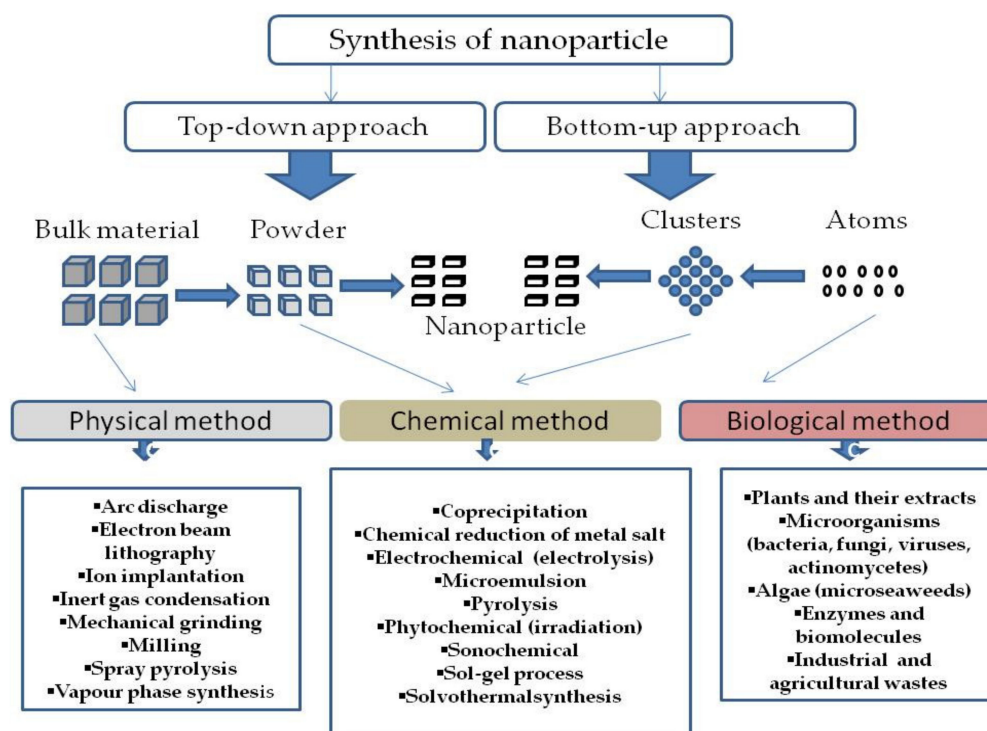 Synthesis of nanoparticle
Top-down approach
Bottom-up approach
Bulk material
Powder
Clusters
Atoms
Nanoparticle
Physical method
Chemical method
Biological method
▪Arc discharge
▪Electron beam
lithography
▪Ion implantation
▪Inert gas condensation
▪Mechanical grinding
▪Milling
▪Spray pyrolysis
▪Vapour phase synthesis
▪Coprecipitation
▪Chemical reduction of metal salt
▪Electrochemical (electrolysis)
▪Microemulsion
▪Pyrolysis
▪Phytochemical (irradiation)
▪Sonochemical
▪Sol-gel process
▪Solvothermalsynthesis
▪Plants and their extracts
▪Microorganisms
(bacteria, fungi, viruses,
actinomycetes)
▪Algae (microseaweeds)
▪Enzymes and
biomolecules
▪Industrial and
agricultural wastes